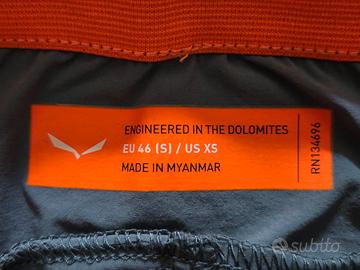 ENGINEERED IN THE DOLOMITES
EU 46 (S) / US XS
MADE IN MYANMAR
RN134696
subito